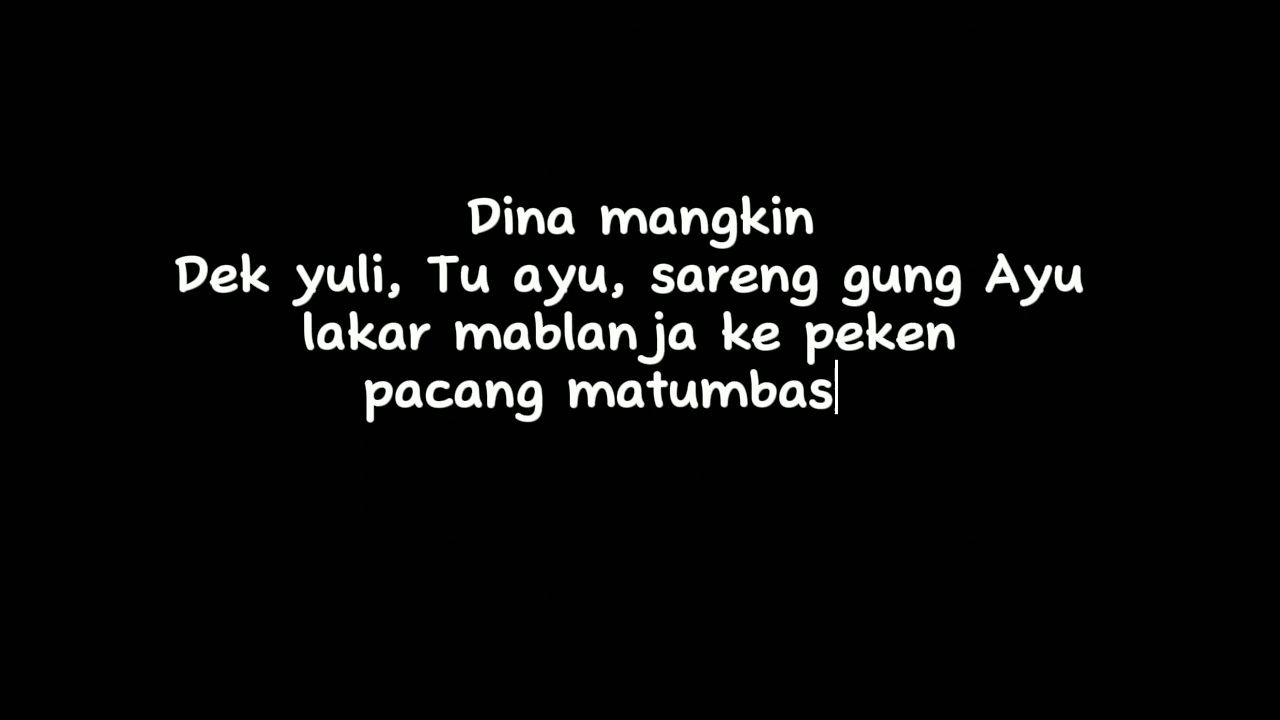 Dina mangkin
Dek yuli, Tu ayu, sareng gung Ayu
lakar mablanja ke peken
pacang matumbas